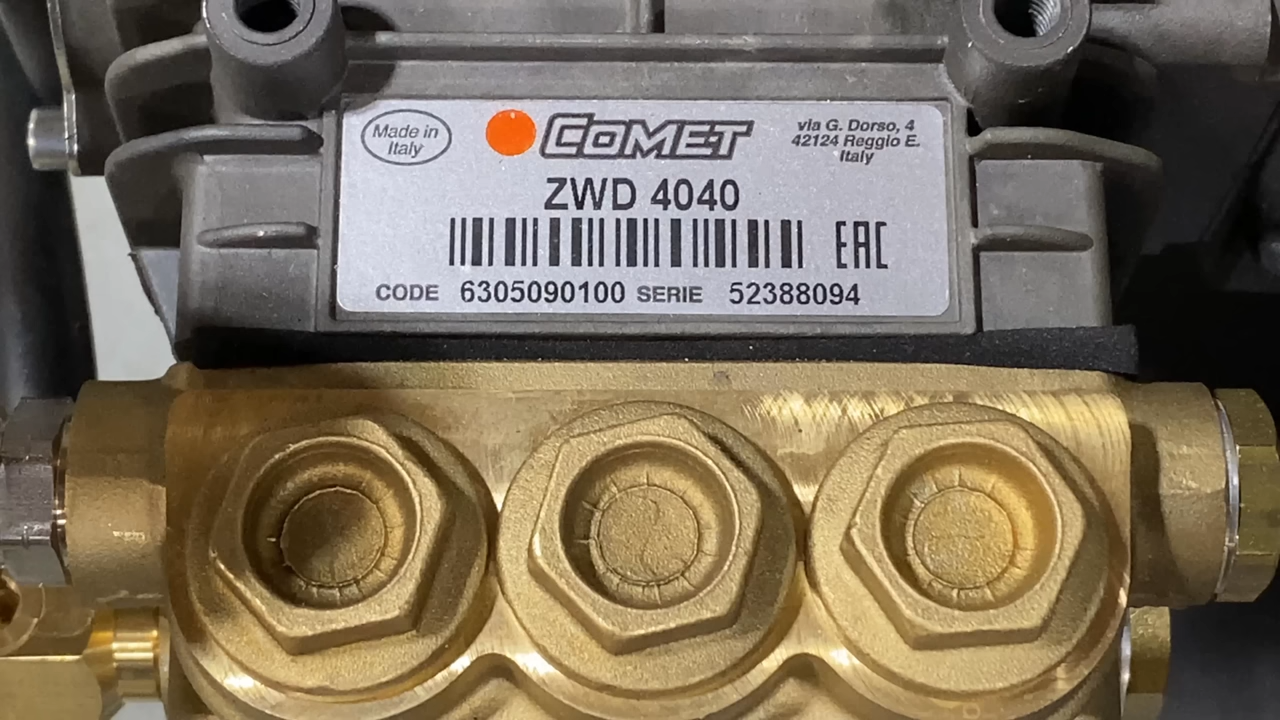 Made in
Italy
COMET
via G. Dorso, 4
42124 Reggio E.
Italy
ZWD 4040
EAC
CODE 6305090100 SERIE 52388094